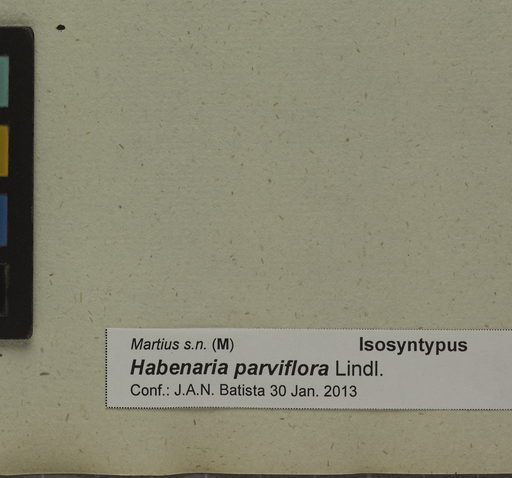 Martius s.n. (M) Isosyntypus
Habenaria parviflora Lindl.
Conf.: J.A.N. Batista 30 Jan. 2013